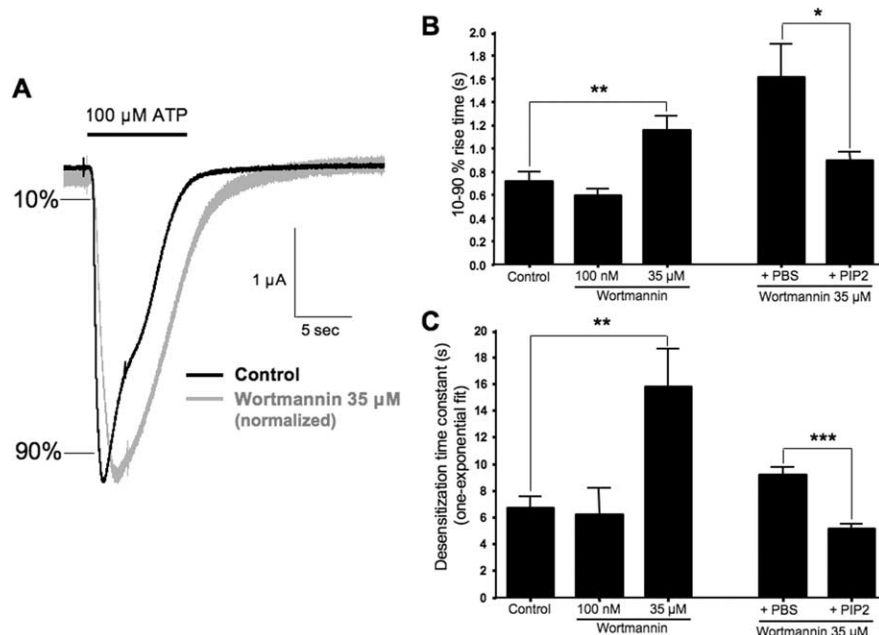 A
100 µM ATP
10%
90%
1 µA
5 sec
Control
Wortmannin 35 µM
(normalized)
B
10-90 % rise time (s)
2.0
1.8
1.6
1.4
1.2
1.0
0.8
0.6
0.4
0.2
0.0
**
*
Control
100 nM
35 µM
Wortmannin
+ PBS
+ PIP2
Wortmannin 35 µM
C
Desensitization time constant (s)
(one-exponential fit)
20
18
16
14
12
10
8
6
4
2
0
**
***
Control
100 nM
35 µM
Wortmannin
+ PBS
+ PIP2
Wortmannin 35 µM